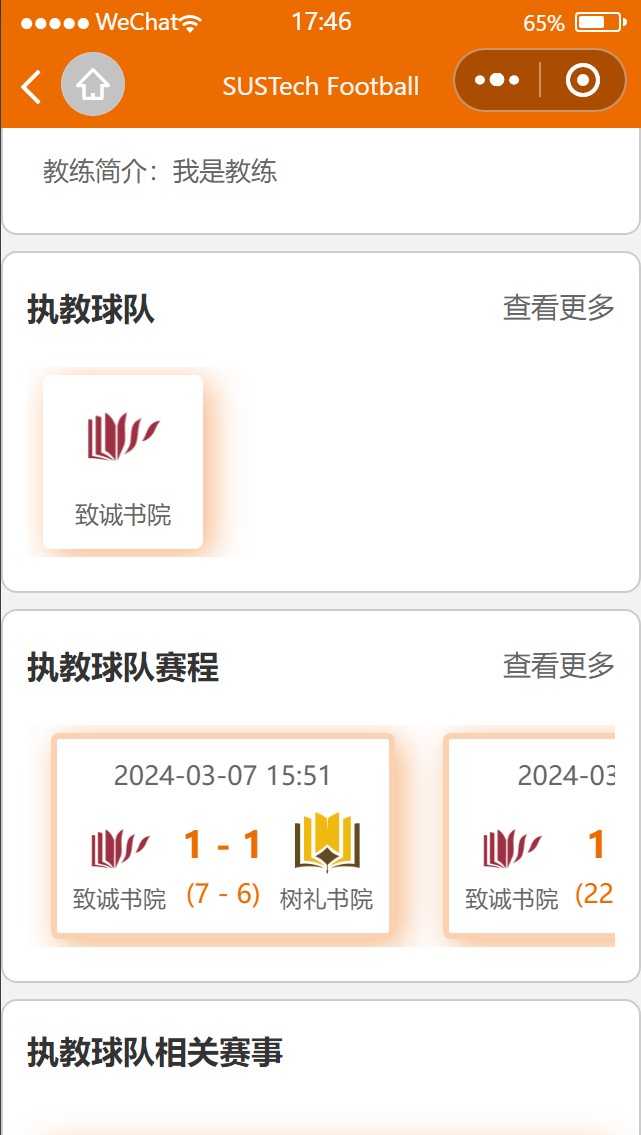 WeChat 17:46 65%
SUSTech Football
教练简介：我是教练
执教球队 查看更多
致诚书院
执教球队赛程 查看更多
2024-03-07 15:51 2024-03
1 - 1 1
(7 - 6) (22
致诚书院 树礼书院 致诚书院
执教球队相关赛事